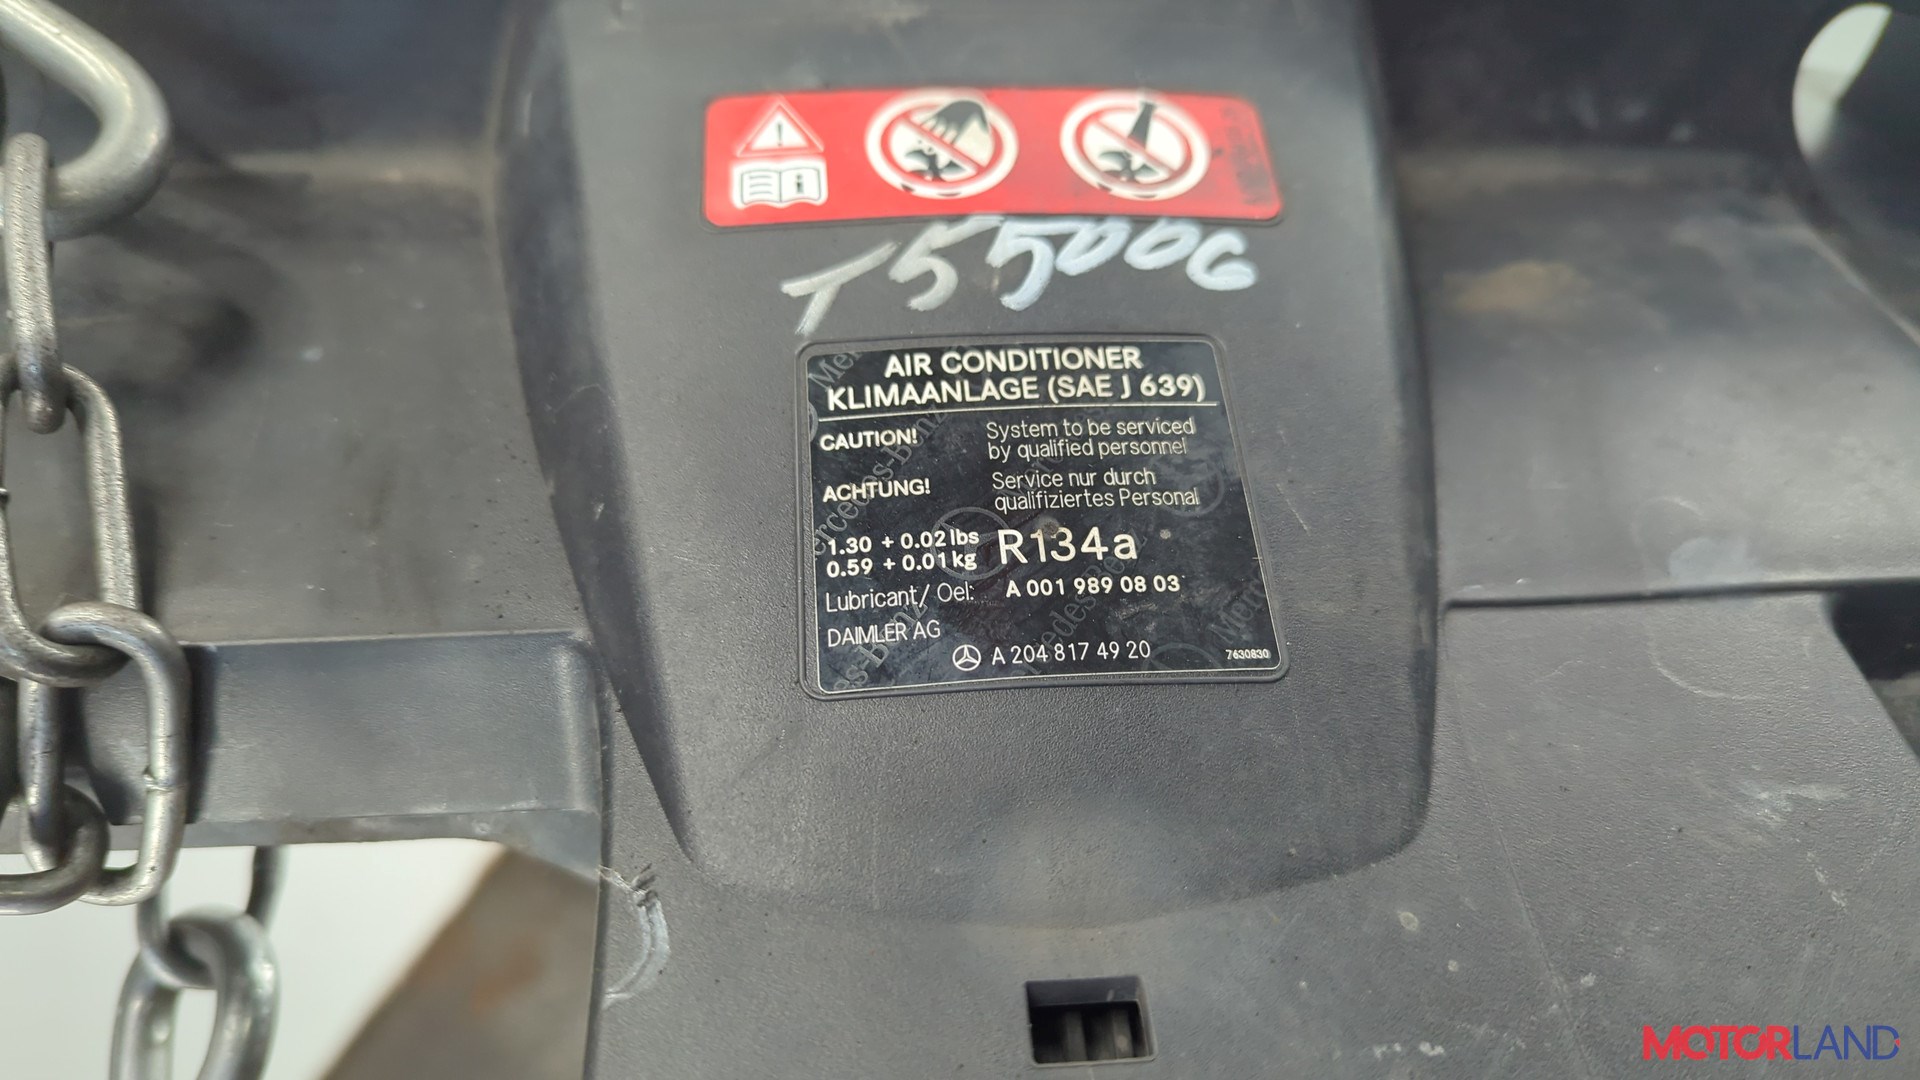 T55006
AIR CONDITIONER
KLIMAANLAGE (SAE J 639)
CAUTION! System to be serviced
by qualified personnel
ACHTUNG! Service nur durch
qualifiziertes Personal
1.30 + 0.02 lbs R134a
0.59 + 0.01 kg
Lubricant/ Oel: A 001 989 08 03
DAIMLER AG
A 204 817 49 20 7630830
MOTORLAND